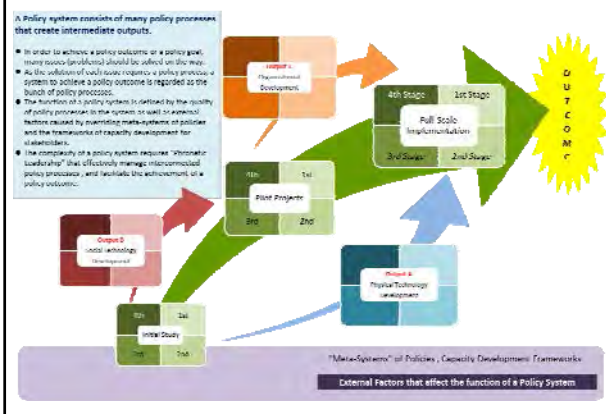 A Policy system consists of many policy processes
that create intermediate outputs.
In order to achieve a policy outcome or a policy goal,
many issues (problems) should be solved on the way.
As the solution of each issue requires a policy process, a
system to achieve a policy outcome is regarded as the
bunch of policy processes.
The function of a policy system is defined by the quality
of policy processes in the system as well as external
factors caused by overriding meta-systems of policies
and the frameworks of capacity development for
stakeholders.
The complexity of a policy system requires "Phronetic
Leadership" that effectively manage interconnected
policy processes, and facilitate the achievement of a
policy outcome.
Output C
Organizational
Development
4th Stage 1st Stage
Full Scale
Implementation
3rd Stage 2nd Stage
OUTCOME
4th 1st
Pilot Projects
3rd 2nd
Output B
Social Technology
Development
Output A
Physical Technology
Development
4th 1st
Initial Study
3rd 2nd
"Meta-Systems" of Policies, Capacity Development Frameworks
External Factors that affect the function of a Policy System